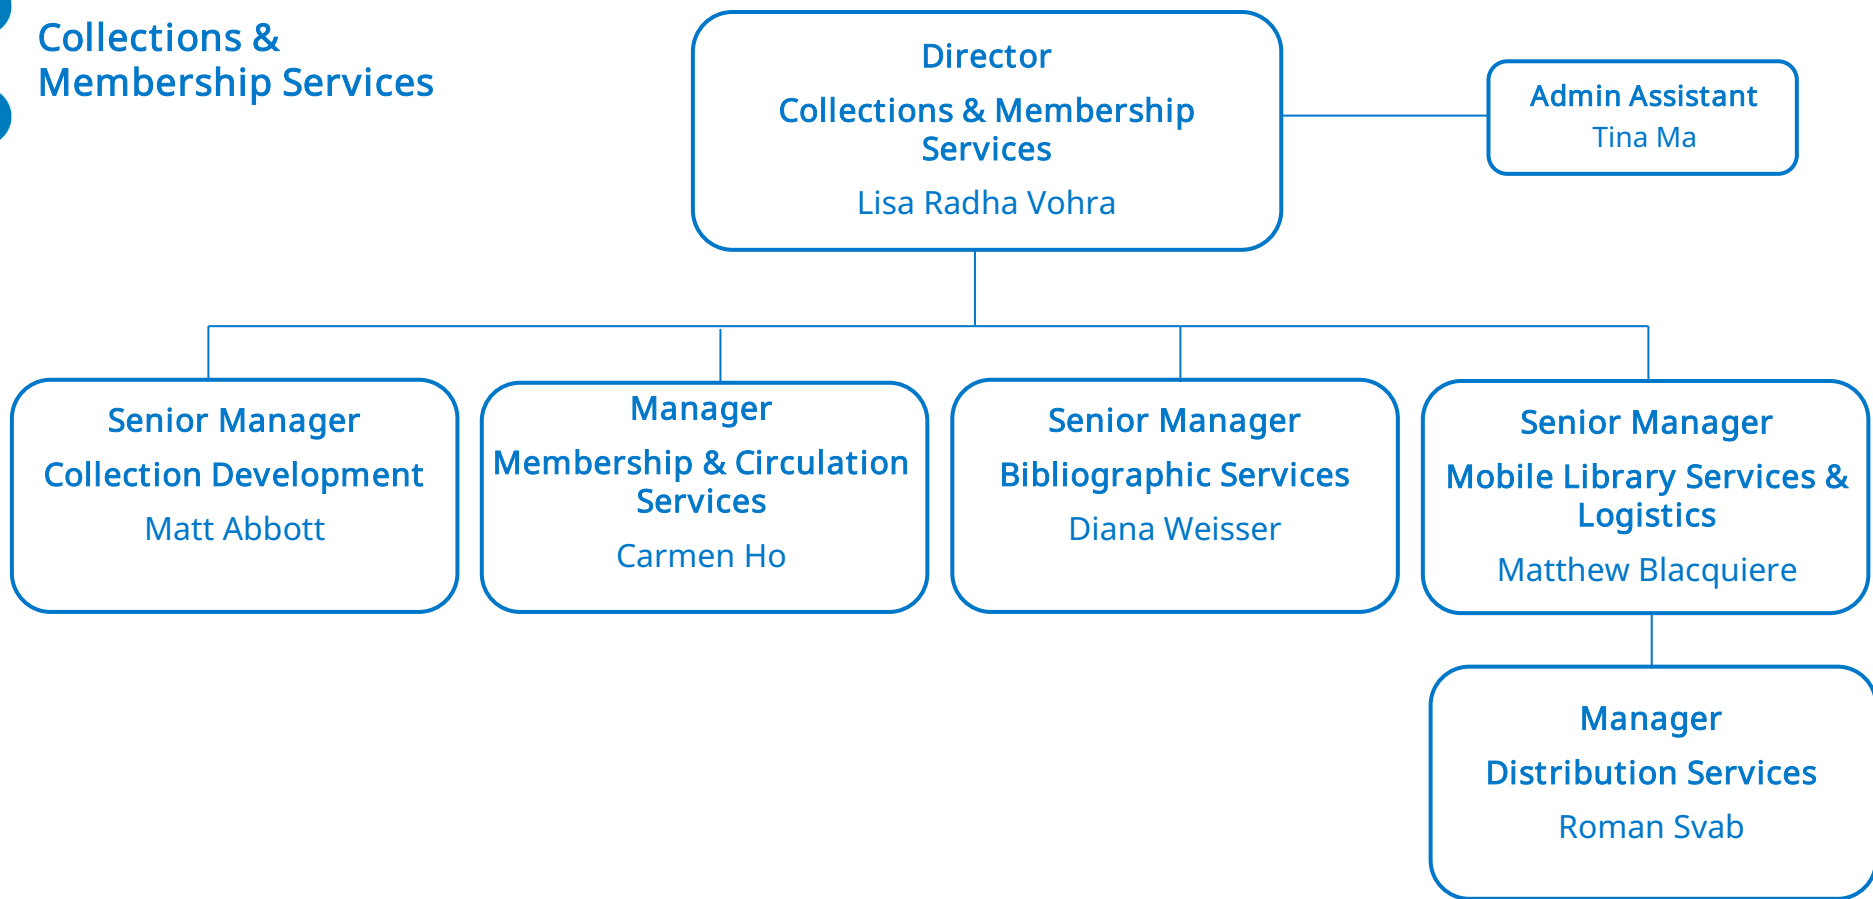 Collections &
Membership Services
Director
Collections & Membership
Services
Lisa Radha Vohra
Admin Assistant
Tina Ma
Senior Manager
Collection Development
Matt Abbott
Manager
Membership & Circulation
Services
Carmen Ho
Senior Manager
Bibliographic Services
Diana Weisser
Senior Manager
Mobile Library Services &
Logistics
Matthew Blacquiere
Manager
Distribution Services
Roman Svab